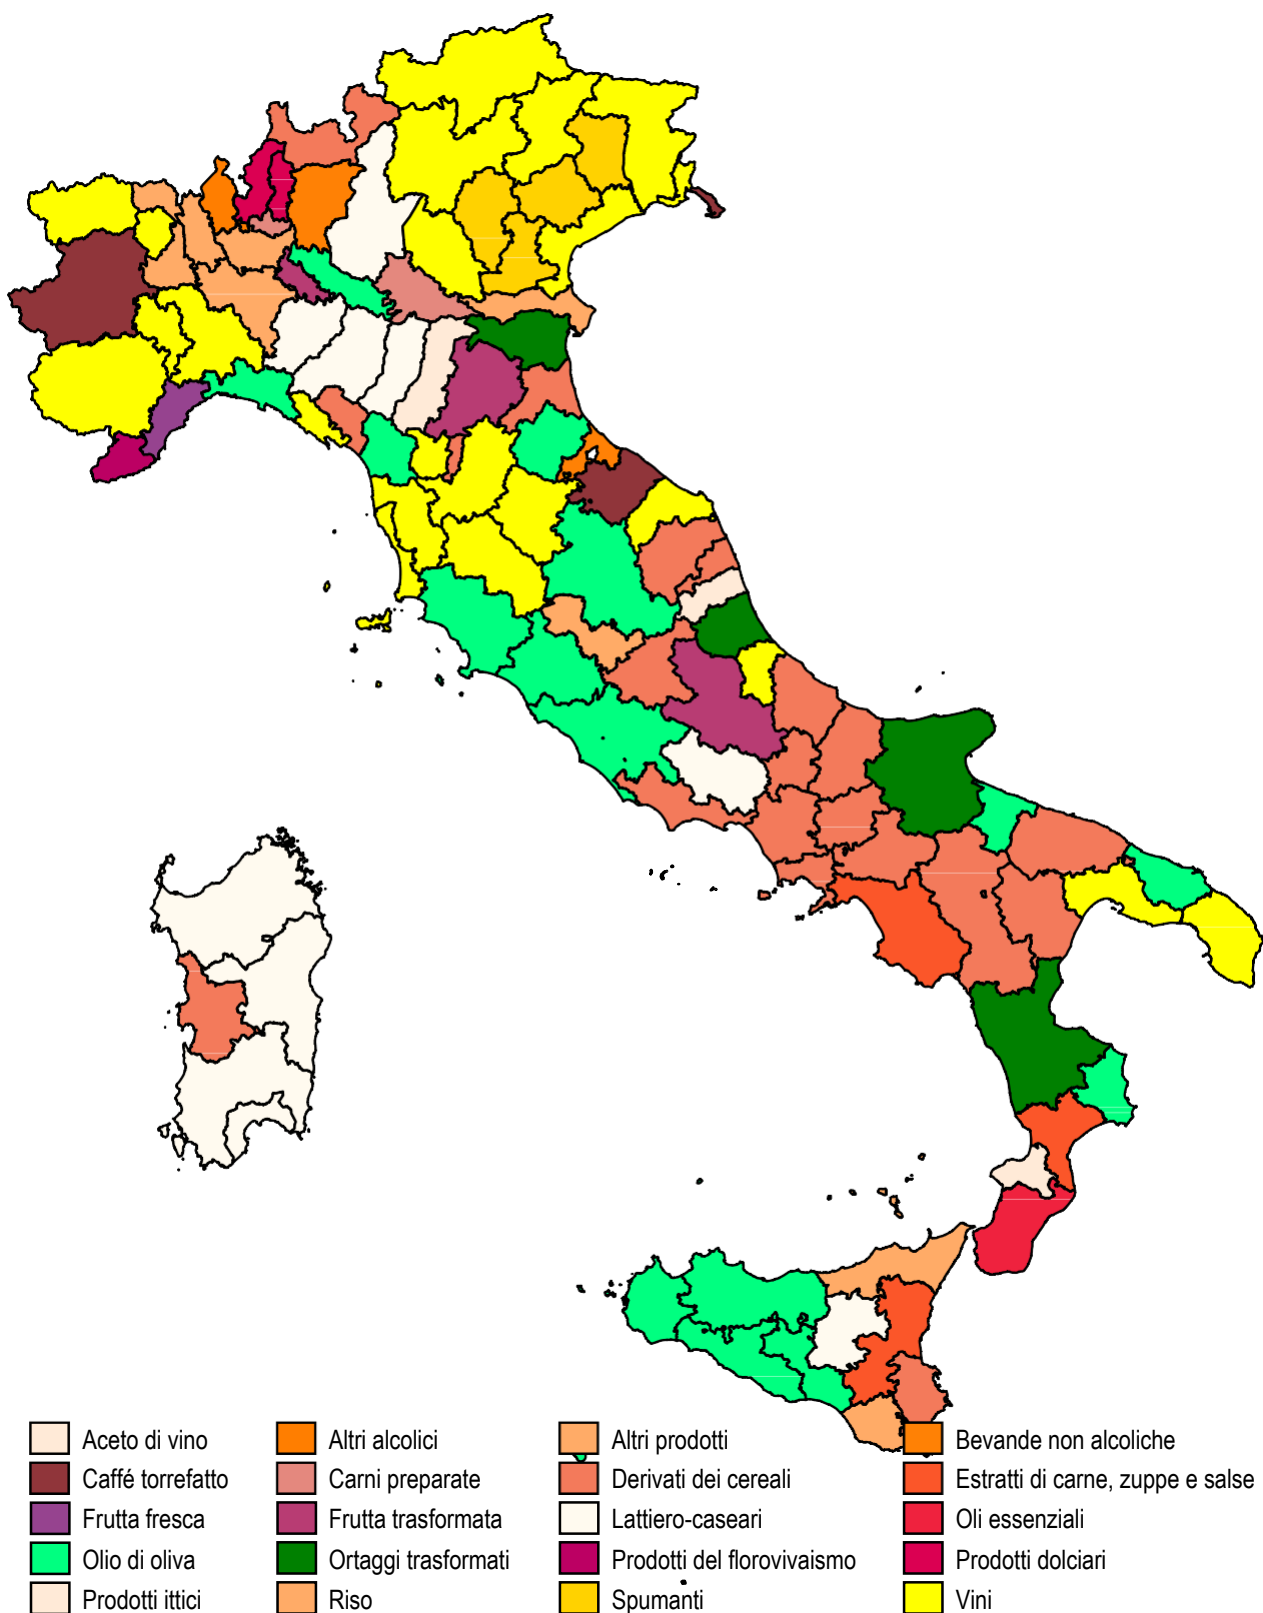 Aceto di vino
Altri alcolici
Altri prodotti
Bevande non alcoliche
Caffé torrefatto
Carni preparate
Derivati dei cereali
Estratti di carne, zuppe e salse
Frutta fresca
Frutta trasformata
Lattiero-caseari
Oli essenziali
Olio di oliva
Ortaggi trasformati
Prodotti del florovivaismo
Prodotti dolciari
Prodotti ittici
Riso
Spumanti
Vini